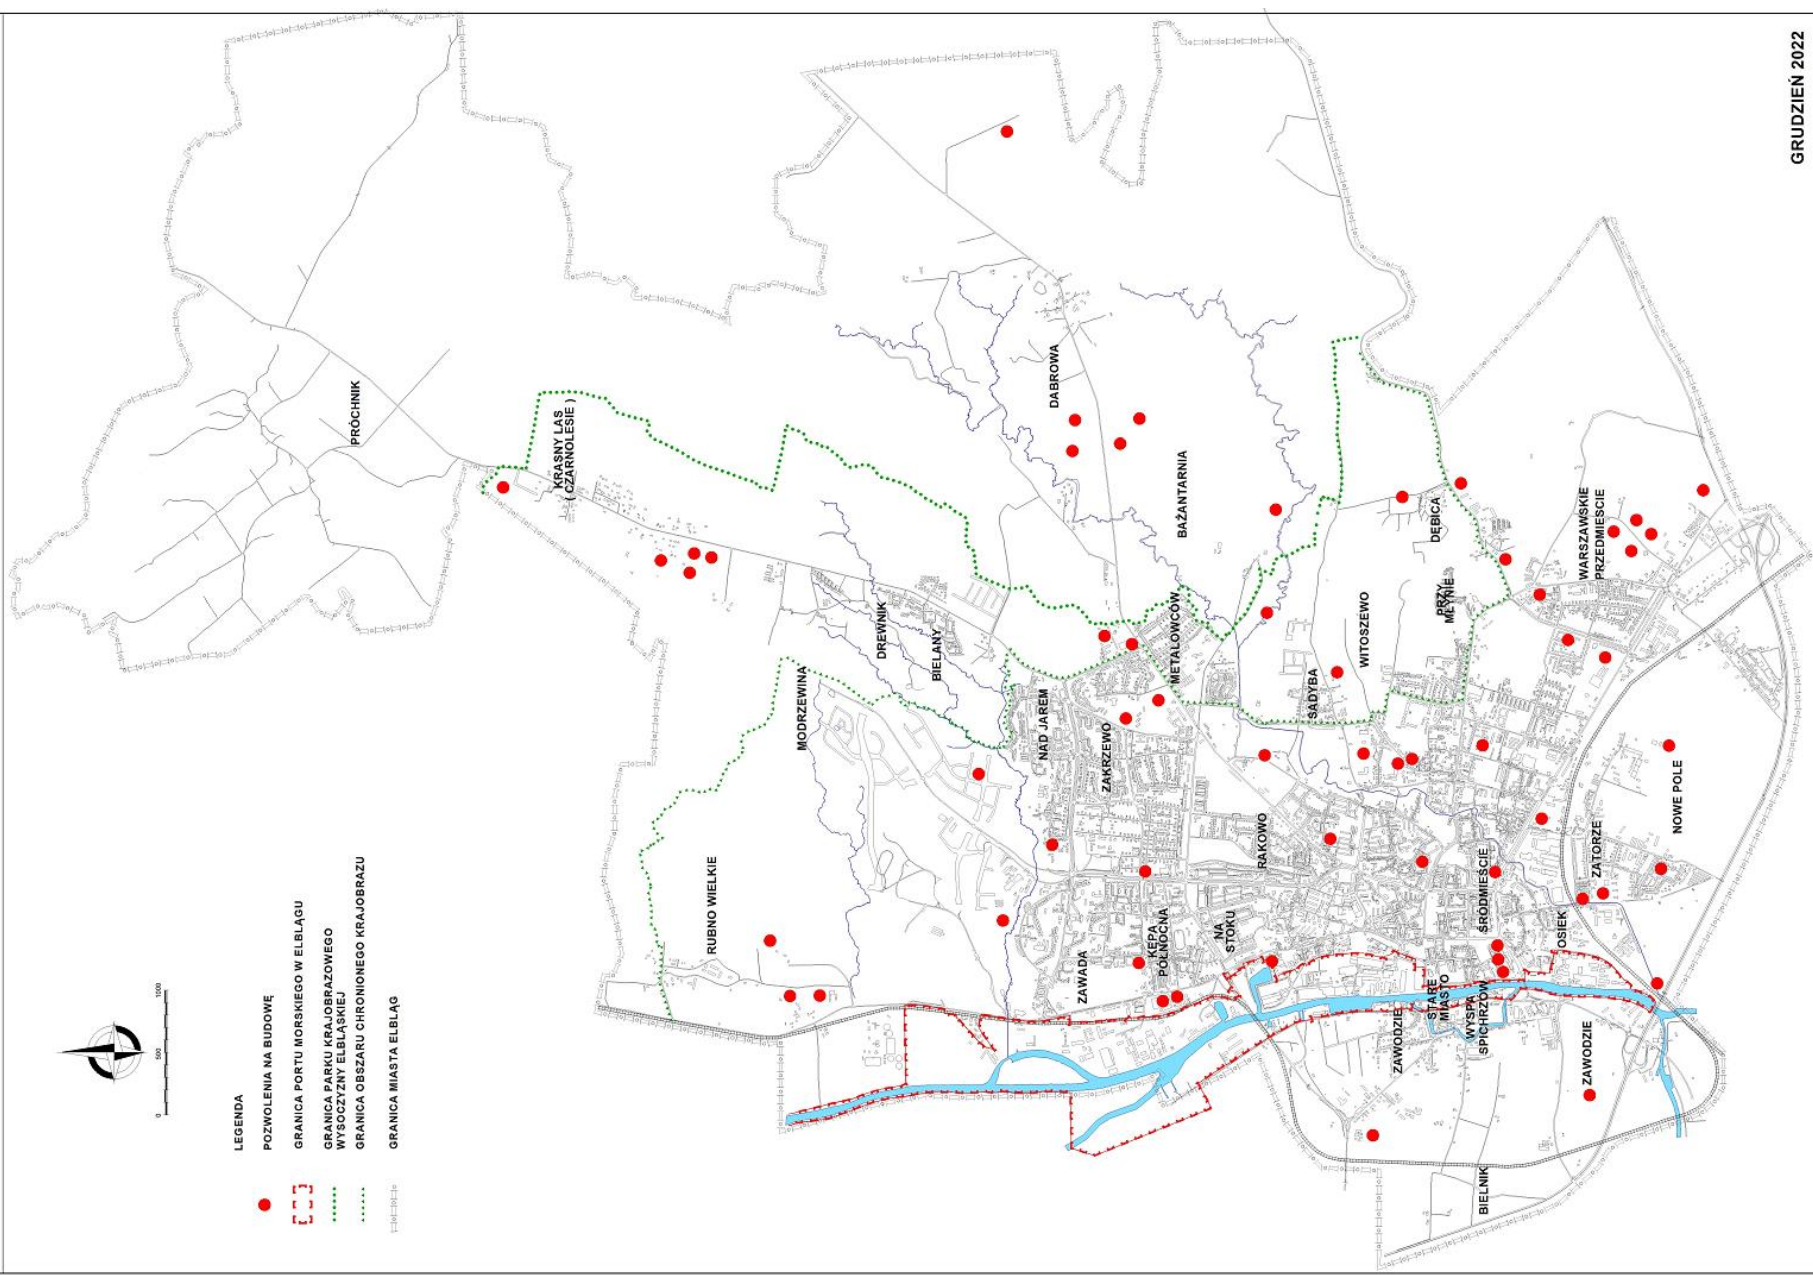 GRUDZIEŃ 2022
PRÓCHNIK
KRASNY LAS
( CZARNOLESIE )
DĄBROWA
BAŻANTARNIA
DREWNIK
BIELANY
MODRZEWINA
METALOWCÓW
WITOSZEWO
DĘBICA
PRZY
MŁYNIE
WARSZAWSKIE
PRZEDMIEŚCIE
NAD JAREM
ZAKRZEWO
SADYBA
RUBNO WIELKIE
RAKOWO
NOWE POLE
ZATORZE
ŚRÓDMIEŚCIE
OSIEK
ZAWADA
KĘPA
PÓŁNOCNA
NA
STOKU
STARE
MIASTO
WYSPA
SPICHRZÓW
ZAWODZIE
ZAWODZIE
BIELNIK
0 500 1000
LEGENDA
POZWOLENIA NA BUDOWĘ
GRANICA PORTU MORSKIEGO W ELBLĄGU
GRANICA PARKU KRAJOBRAZOWEGO
WYSOCZYZNY ELBLĄSKIEJ
GRANICA OBSZARU CHRONIONEGO KRAJOBRAZU
GRANICA MIASTA ELBLĄG